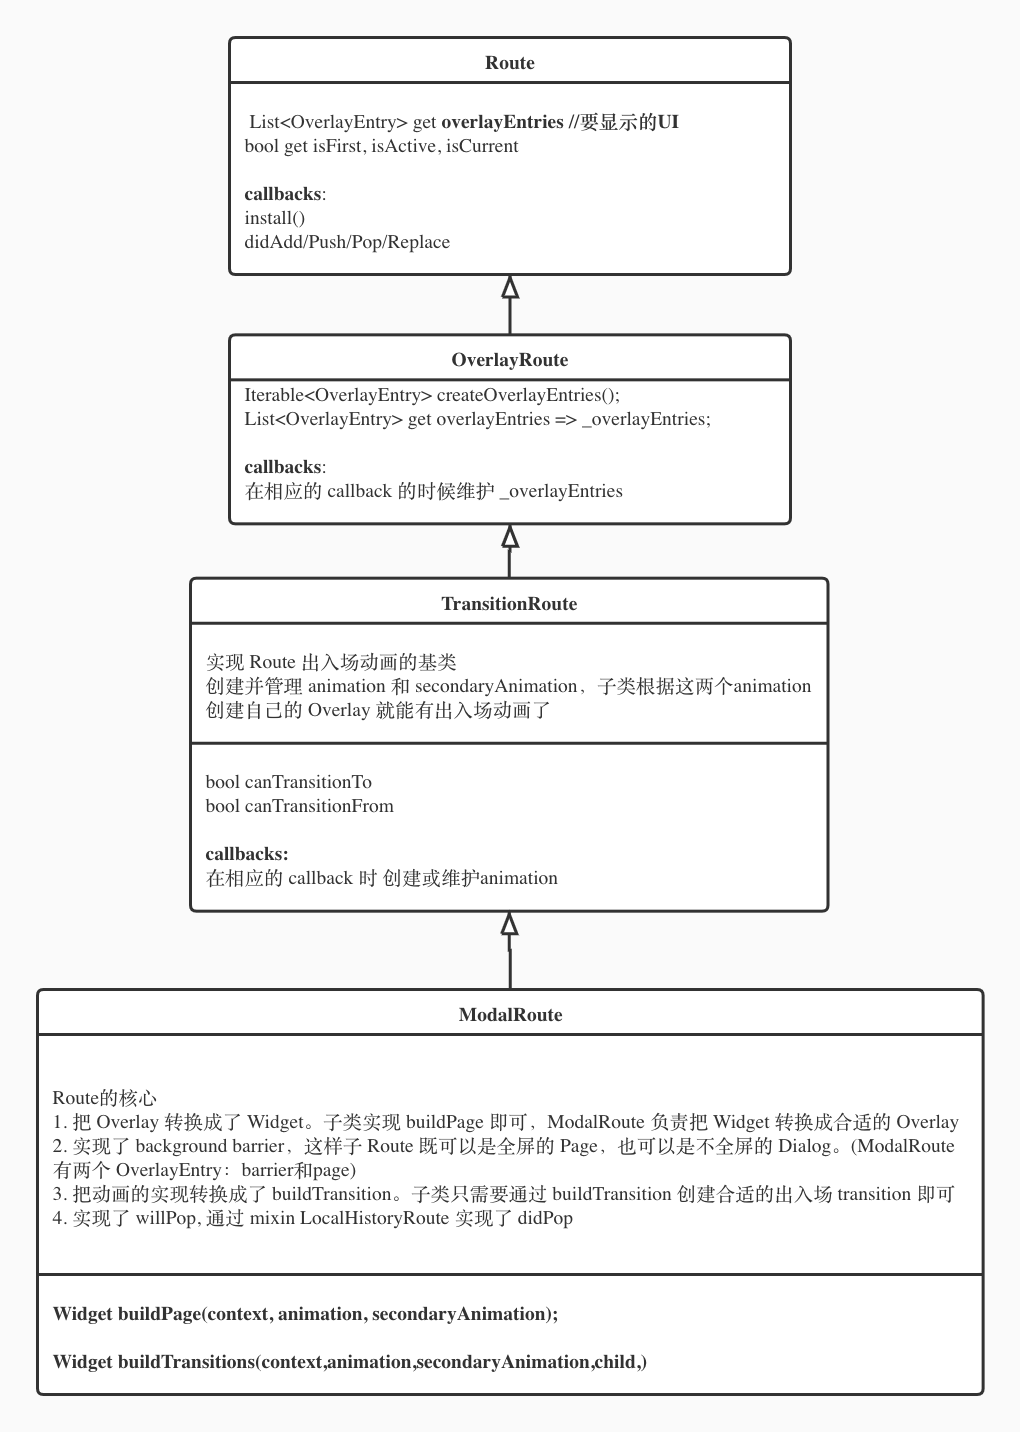 Route
List<OverlayEntry> get overlayEntries //要显示的UI
bool get isFirst, isActive, isCurrent
callbacks:
install()
didAdd/Push/Pop/Replace
OverlayRoute
Iterable<OverlayEntry> createOverlayEntries();
List<OverlayEntry> get overlayEntries => _overlayEntries;
callbacks:
在相应的 callback 的时候维护 _overlayEntries
TransitionRoute
实现 Route 出入场动画的基类
创建并管理 animation 和 secondaryAnimation，子类根据这两个animation
创建自己的 Overlay 就能有出入场动画了
bool canTransitionTo
bool canTransitionFrom
callbacks:
在相应的 callback 时 创建或维护animation
ModalRoute
Route的核心
1. 把 Overlay 转换成了 Widget。子类实现 buildPage 即可，ModalRoute 负责把 Widget 转换成合适的 Overlay
2. 实现了 background barrier，这样子 Route 既可以是全屏的 Page，也可以是不全屏的 Dialog。(ModalRoute
有两个 OverlayEntry：barrier和page)
3. 把动画的实现转换成了 buildTransition。子类只需要通过 buildTransition 创建合适的出入场 transition 即可
4. 实现了 willPop, 通过 mixin LocalHistoryRoute 实现了 didPop
Widget buildPage(context, animation, secondaryAnimation);
Widget buildTransitions(context,animation,secondaryAnimation,child,)